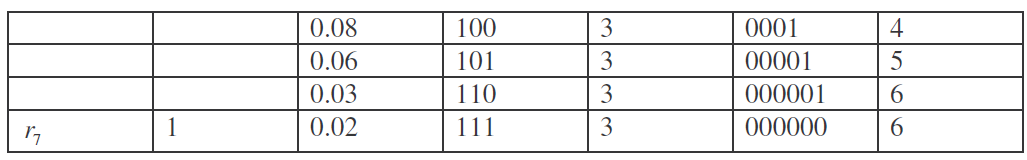 0.08 100 3 0001 4
0.06 101 3 00001 5
0.03 110 3 000001 6
r₇ 1 0.02 111 3 000000 6